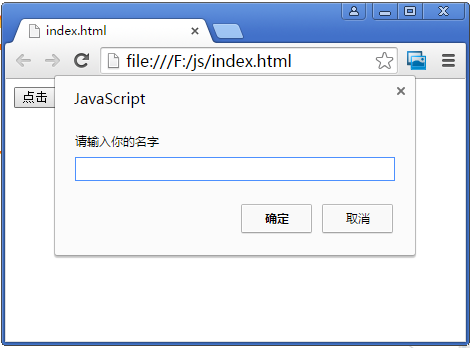 index.html
file:///F:/js/index.html
点击
JavaScript
请输入你的名字
确定
取消